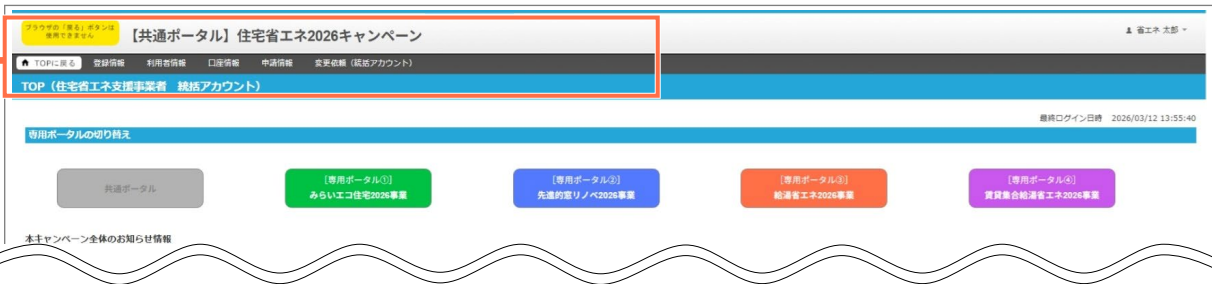 ブラウザの「戻る」ボタンは
使用できません
【共通ポータル】住宅省エネ2026キャンペーン
省エネ 太郎
TOPに戻る 登録情報 利用者情報 口座情報 申請情報 変更依頼（統括アカウント）
TOP（住宅省エネ支援事業者 統括アカウント）
最終ログイン日時 2026/03/12 13:55:40
専用ポータルの切り替え
共通ポータル
[専用ポータル①]
みらいエコ住宅2026事業
[専用ポータル②]
先進的窓リノベ2026事業
[専用ポータル③]
給湯省エネ2026事業
[専用ポータル④]
賃貸集合給湯省エネ2026事業
本キャンペーン全体のお知らせ情報